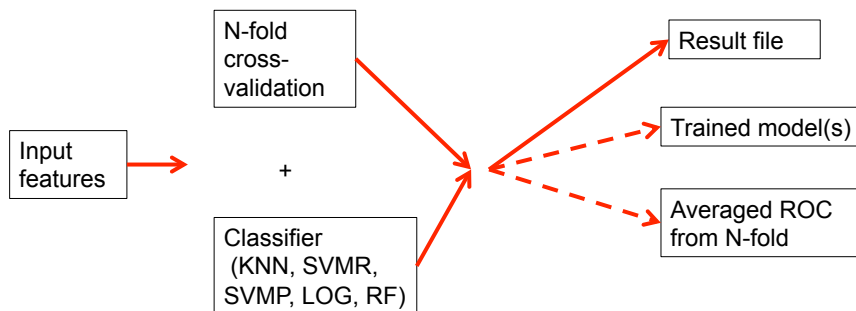 Input
features
N-fold
cross-
validation
+
Classifier
(KNN, SVMR,
SVMP, LOG, RF)
Result file
Trained model(s)
Averaged ROC
from N-fold